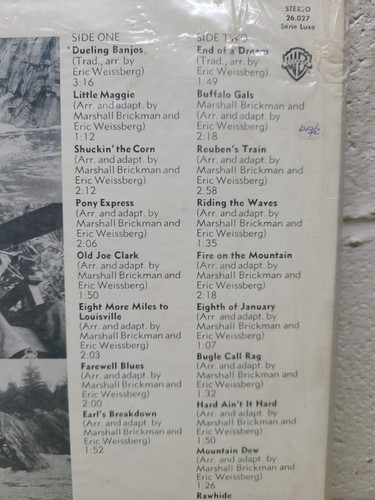 STEREO
26.027
Série Luxo
SIDE ONE
Dueling Banjos
(Trad., arr. by
Eric Weissberg)
3:16
Little Maggie
(Arr. and adapt. by
Marshall Brickman and
Eric Weissberg)
1:12
Shuckin' the Corn
(Arr. and adapt. by
Marshall Brickman and
Eric Weissberg)
2:12
Pony Express
(Arr. and adapt. by
Marshall Brickman and
Eric Weissberg)
2:06
Old Joe Clark
(Arr. and adapt. by
Marshall Brickman and
Eric Weissberg)
1:50
Eight More Miles to
Louisville
(Arr. and adapt. by
Marshall Brickman and
Eric Weissberg)
2:03
Farewell Blues
(Arr. and adapt. by
Marshall Brickman and
Eric Weissberg)
2:00
Earl's Breakdown
(Arr. and adapt. by
Marshall Brickman and
Eric Weissberg)
1:52
SIDE TWO
End of a Dream
(Trad., arr. by
Eric Weissberg)
1:49
Buffalo Gals
(Arr. and adapt. by
Marshall Brickman and
Eric Weissberg)
2:18
Reuben's Train
(Arr. and adapt. by
Marshall Brickman and
Eric Weissberg)
2:58
Riding the Waves
(Arr. and adapt. by
Marshall Brickman and
Eric Weissberg)
1:35
Fire on the Mountain
(Arr. and adapt. by
Marshall Brickman and
Eric Weissberg)
2:18
Eighth of January
(Arr. and adapt. by
Marshall Brickman and
Eric Weissberg)
1:07
Bugle Call Rag
(Arr. and adapt. by
Marshall Brickman and
Eric Weissberg)
1:32
Hard Ain't It Hard
(Arr. and adapt. by
Marshall Brickman and
Eric Weissberg)
1:50
Mountain Dew
(Arr. and adapt. by
Marshall Brickman and
Eric Weissberg)
1:26
Rawhide